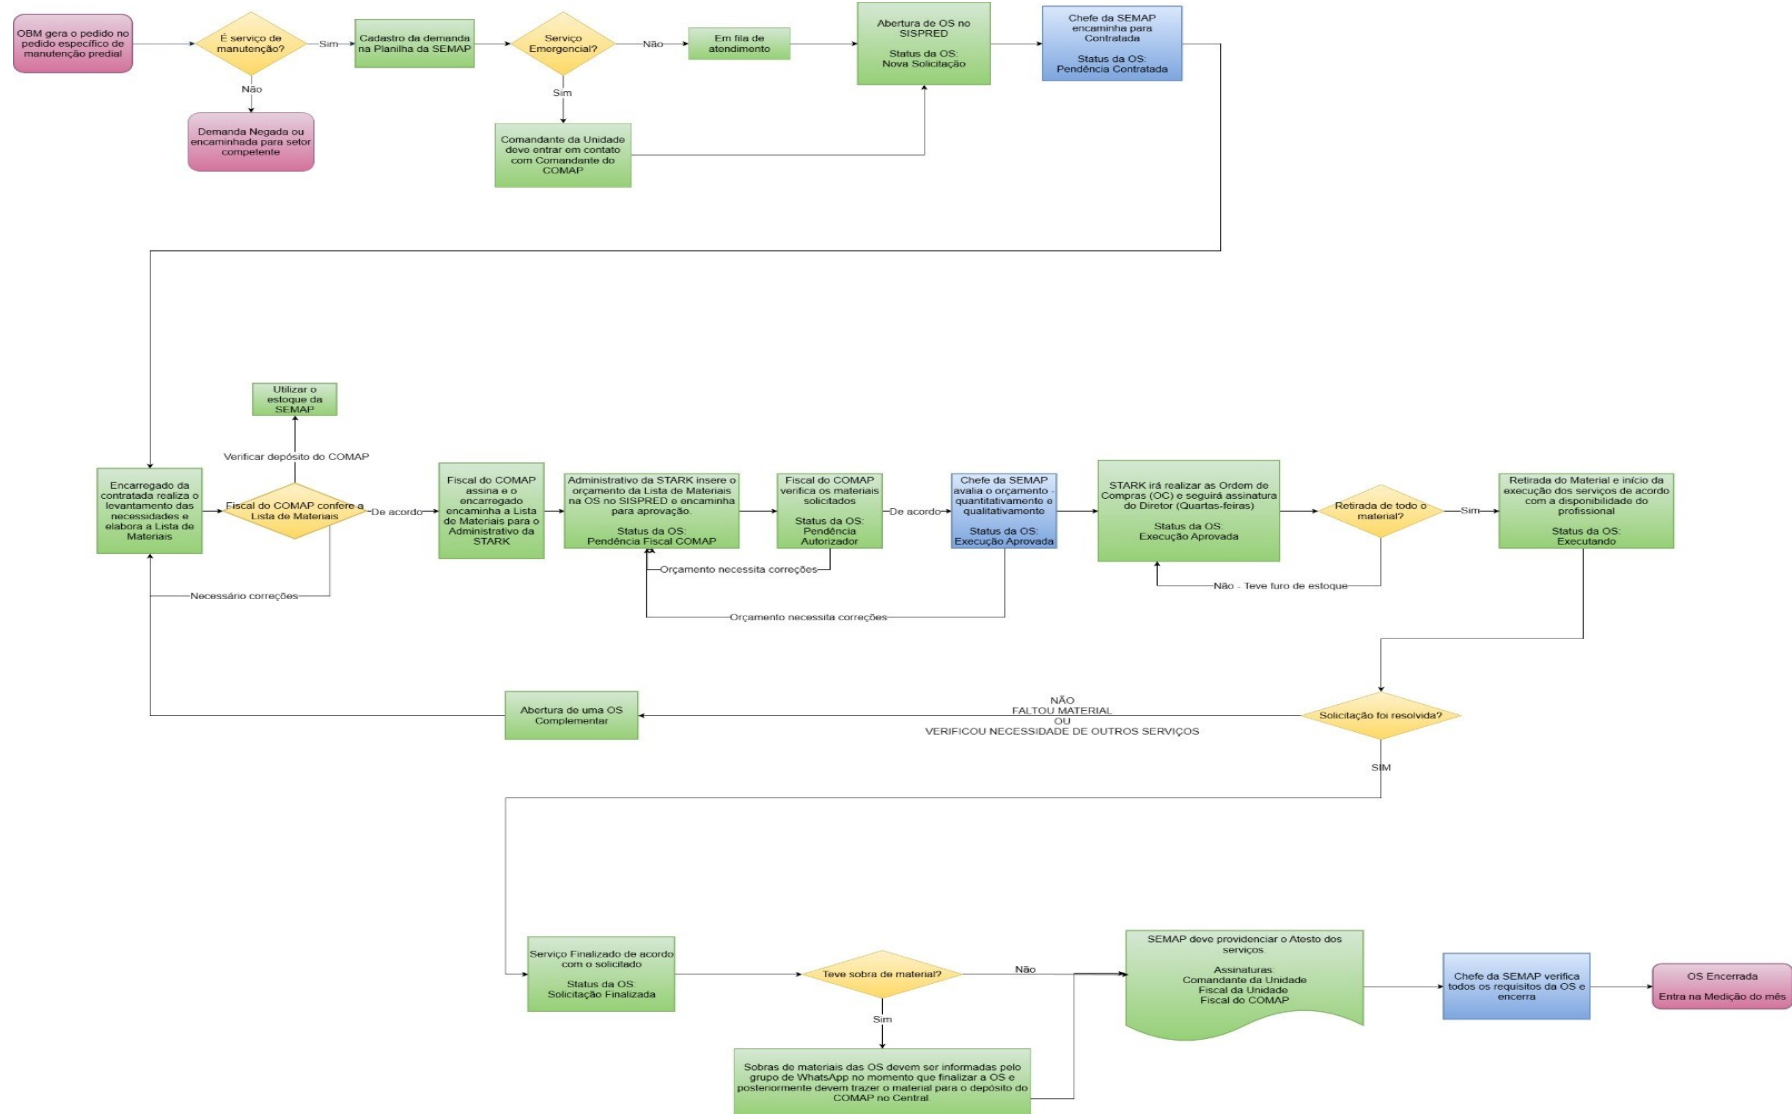 OBM gera o pedido no
pedido específico de
manutenção predial
É serviço de
manutenção?
Sim
Não
Demanda Negada ou
encaminhada para setor
competente
Cadastro da demanda
na Planilha da SEMAP
Serviço
Emergencial?
Não
Sim
Comandante da Unidade
deve entrar em contato
com Comandante do
COMAP
Em fila de
atendimento
Abertura de OS no
SISPRED
Status da OS:
Nova Solicitação
Chefe da SEMAP
encaminha para
Contratada
Status da OS:
Pendência Contratada
Utilizar o
estoque da
SEMAP
Verificar depósito do COMAP
Encarregado da
contratada realiza o
levantamento das
necessidades e
elabora a Lista de
Materiais
Fiscal do COMAP confere a
Lista de Materiais
De acordo
Necessário correções
Fiscal do COMAP
assina e o
encarregado
encaminha a Lista
de Materiais para o
Administrativo da
STARK
Administrativo da STARK insere o
orçamento da Lista de Materiais
na OS no SISPRED e encaminha
para aprovação.
Status da OS:
Pendência Fiscal COMAP
Fiscal do COMAP
verifica os materiais
solicitados
Status da OS:
Pendência
Autorizador
De acordo
Orçamento necessita correções
Chefe da SEMAP
avalia o orçamento -
quantitativamente e
qualitativamente
Status da OS:
Execução Aprovada
Orçamento necessita correções
STARK irá realizar as Ordem de
Compras (OC) e seguirá assinatura
do Diretor (Quartas-feiras)
Status da OS:
Execução Aprovada
Retirada de todo o
material?
Sim
Não - Teve furo de estoque
Retirada do Material e início da
execução dos serviços de acordo
com a disponibilidade do
profissional
Status da OS:
Executando
Solicitação foi resolvida?
NÃO
FALTOU MATERIAL
OU
VERIFICOU NECESSIDADE DE OUTROS SERVIÇOS
Abertura de uma OS
Complementar
SIM
Serviço Finalizado de acordo
com o solicitado
Status da OS:
Solicitação Finalizada
Teve sobra de material?
Não
Sim
Sobras de materiais das OS devem ser informadas pelo
grupo de WhatsApp no momento que finalizar a OS e
posteriormente devem trazer o material para o depósito do
COMAP no Central.
SEMAP deve providenciar o Atesto dos
serviços.
Assinaturas:
Comandante da Unidade
Fiscal da Unidade
Fiscal do COMAP
Chefe da SEMAP verifica
todos os requisitos da OS e
encerra
OS Encerrada
Entra na Medição do mês